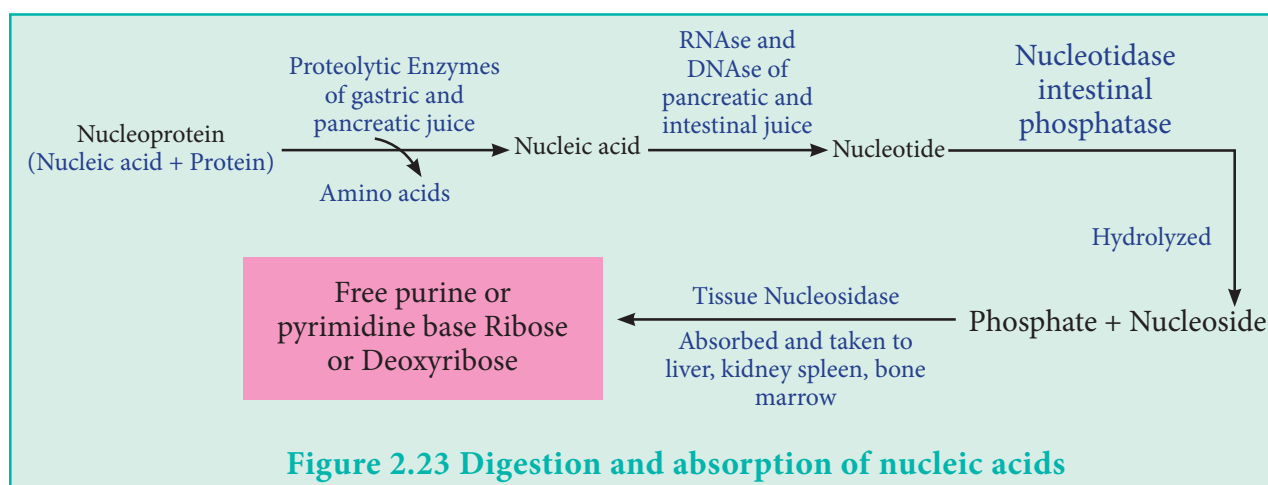 Nucleoprotein
(Nucleic acid + Protein)
Proteolytic Enzymes
of gastric and
pancreatic juice
Amino acids
Nucleic acid
RNAse and
DNAse of
pancreatic and
intestinal juice
Nucleotide
Nucleotidase
intestinal
phosphatase
Hydrolyzed
Phosphate + Nucleoside
Tissue Nucleosidase
Absorbed and taken to
liver, kidney spleen, bone
marrow
Free purine or
pyrimidine base Ribose
or Deoxyribose
Figure 2.23 Digestion and absorption of nucleic acids